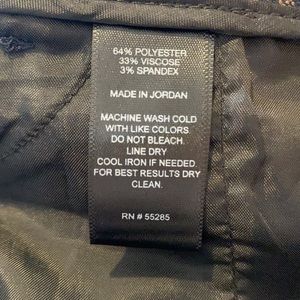 64% POLYESTER
33% VISCOSE
3% SPANDEX
MADE IN JORDAN
MACHINE WASH COLD
WITH LIKE COLORS.
DO NOT BLEACH.
LINE DRY
COOL IRON IF NEEDED.
FOR BEST RESULTS DRY
CLEAN.
RN # 55285